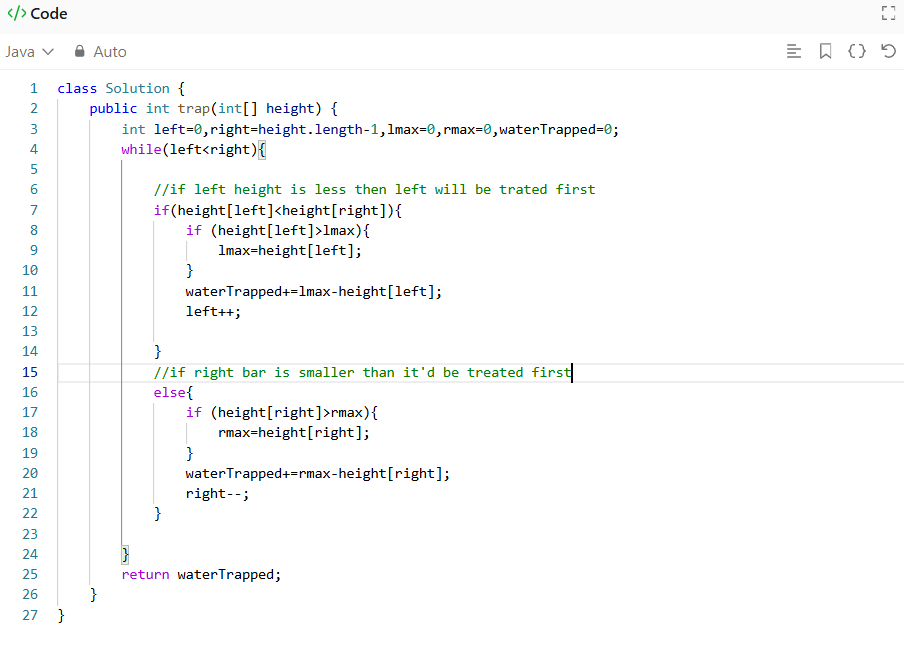 </> Code
Java Auto
1 class Solution {
2 public int trap(int[] height) {
3 int left=0,right=height.length-1,lmax=0,rmax=0,waterTrapped=0;
4 while(left<right){
5
6 //if left height is less then left will be trated first
7 if(height[left]<height[right]){
8 if (height[left]>lmax){
9 lmax=height[left];
10 }
11 waterTrapped+=lmax-height[left];
12 left++;
13
14 }
15 //if right bar is smaller than it'd be treated first
16 else{
17 if (height[right]>rmax){
18 rmax=height[right];
19 }
20 waterTrapped+=rmax-height[right];
21 right--;
22 }
23
24 }
25 return waterTrapped;
26 }
27 }